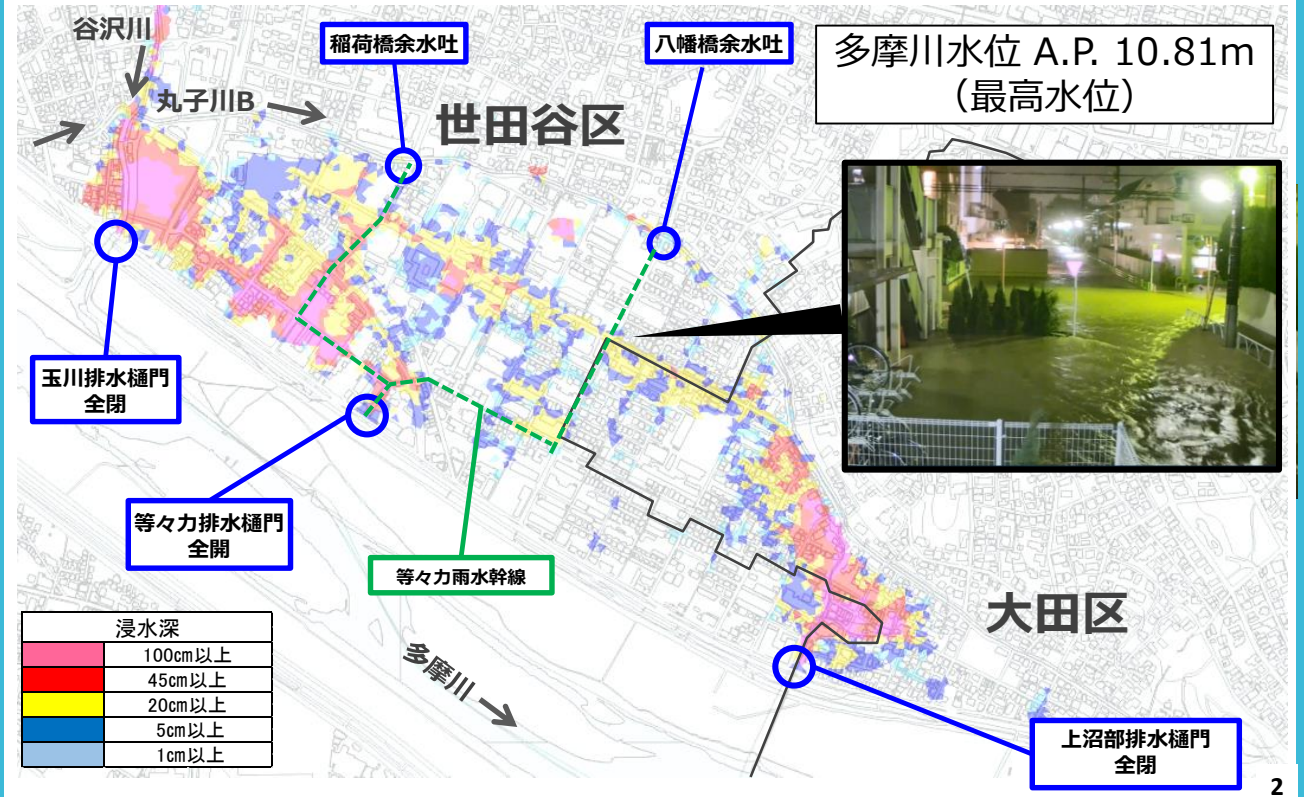 谷沢川
稲荷橋余水吐
八幡橋余水吐
多摩川水位 A.P. 10.81m
（最高水位）
丸子川B
世田谷区
玉川排水樋門
全閉
等々力排水樋門
全開
等々力雨水幹線
大田区
多摩川
浸水深
100cm以上
45cm以上
20cm以上
5cm以上
1cm以上
上沼部排水樋門
全閉
2